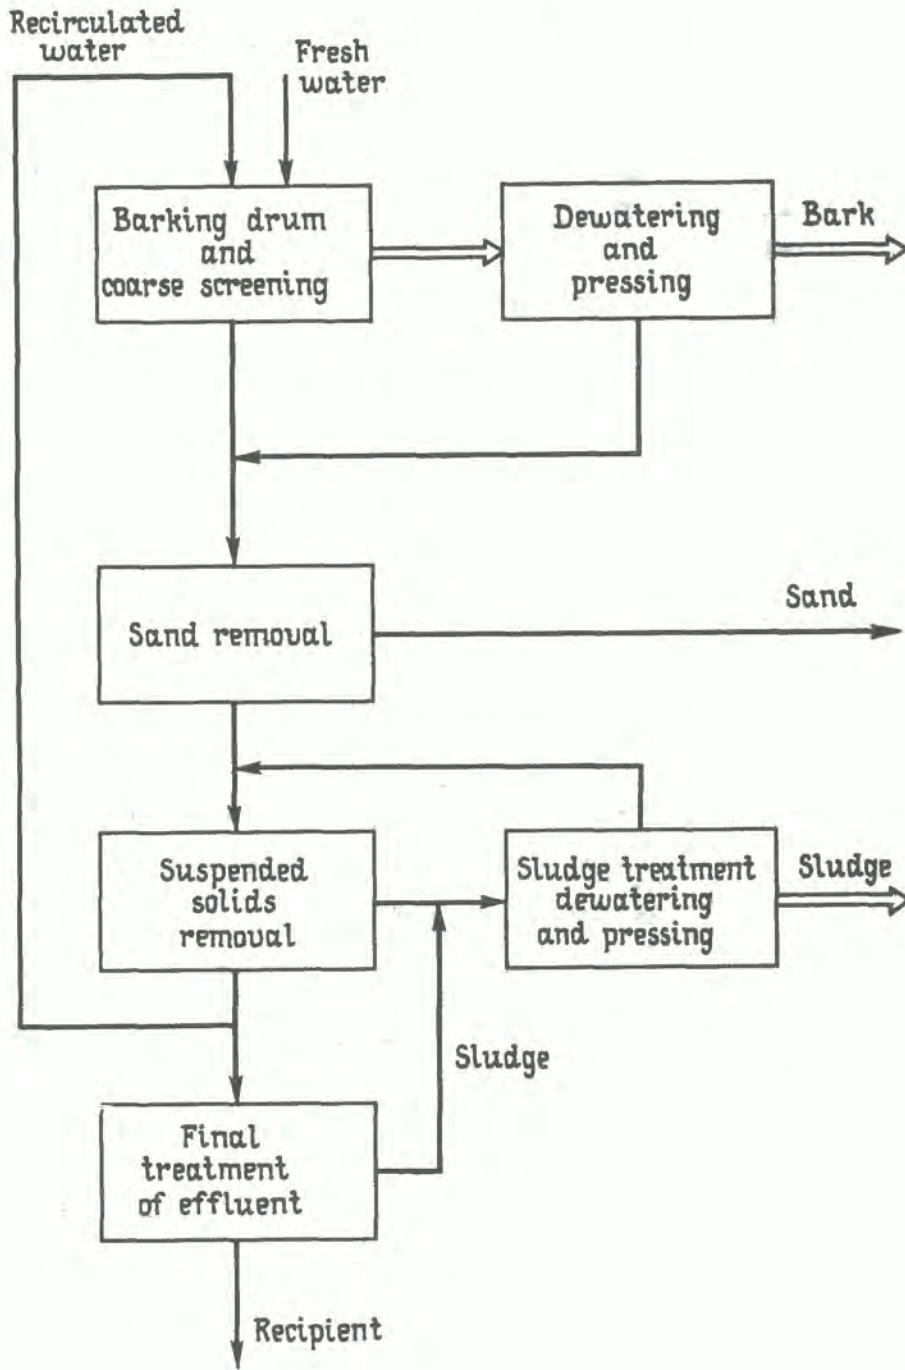 Recirculated
water
Fresh
water
Barking drum
and
coarse screening
Dewatering
and
pressing
Bark
Sand removal
Sand
Suspended
solids
removal
Sludge treatment
dewatering
and pressing
Sludge
Sludge
Final
treatment
of effluent
Recipient